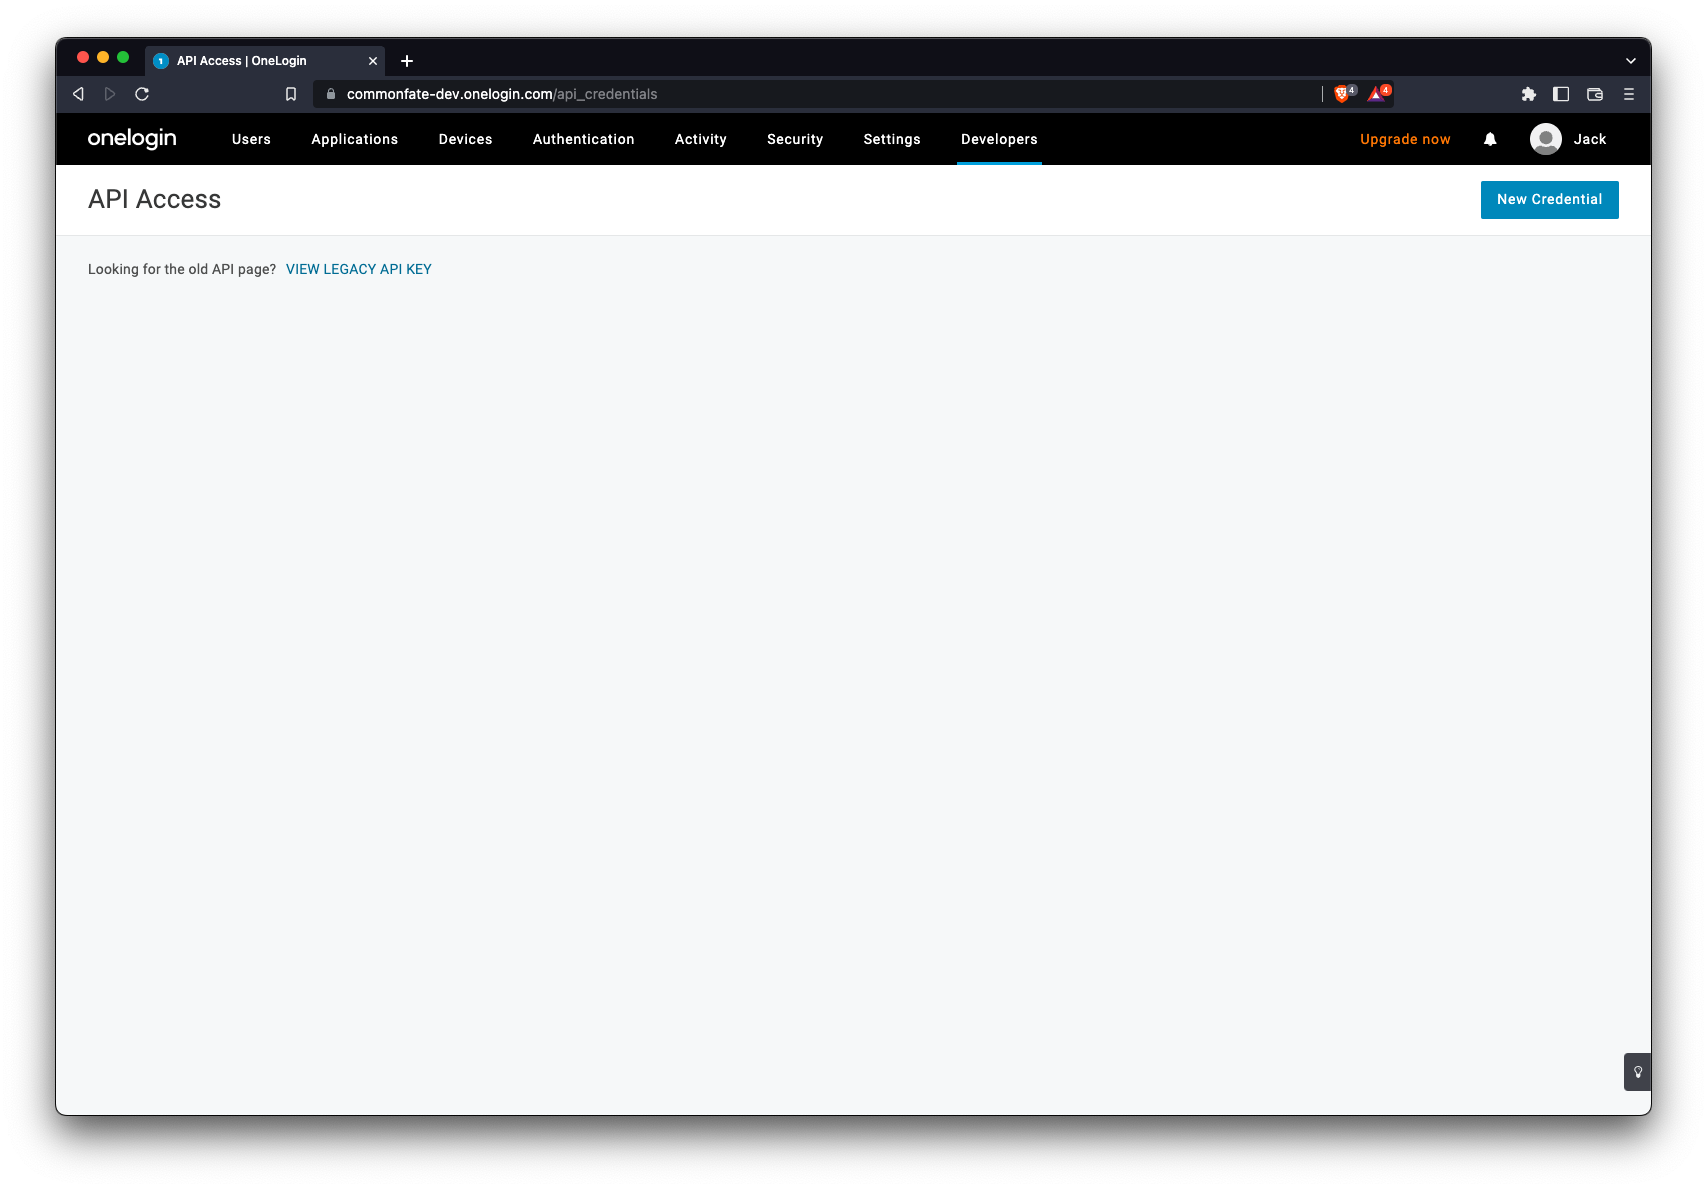 API Access | OneLogin
commonfate-dev.onelogin.com/api_credentials
4
4
onelogin Users Applications Devices Authentication Activity Security Settings Developers Upgrade now Jack
API Access
New Credential
Looking for the old API page? VIEW LEGACY API KEY